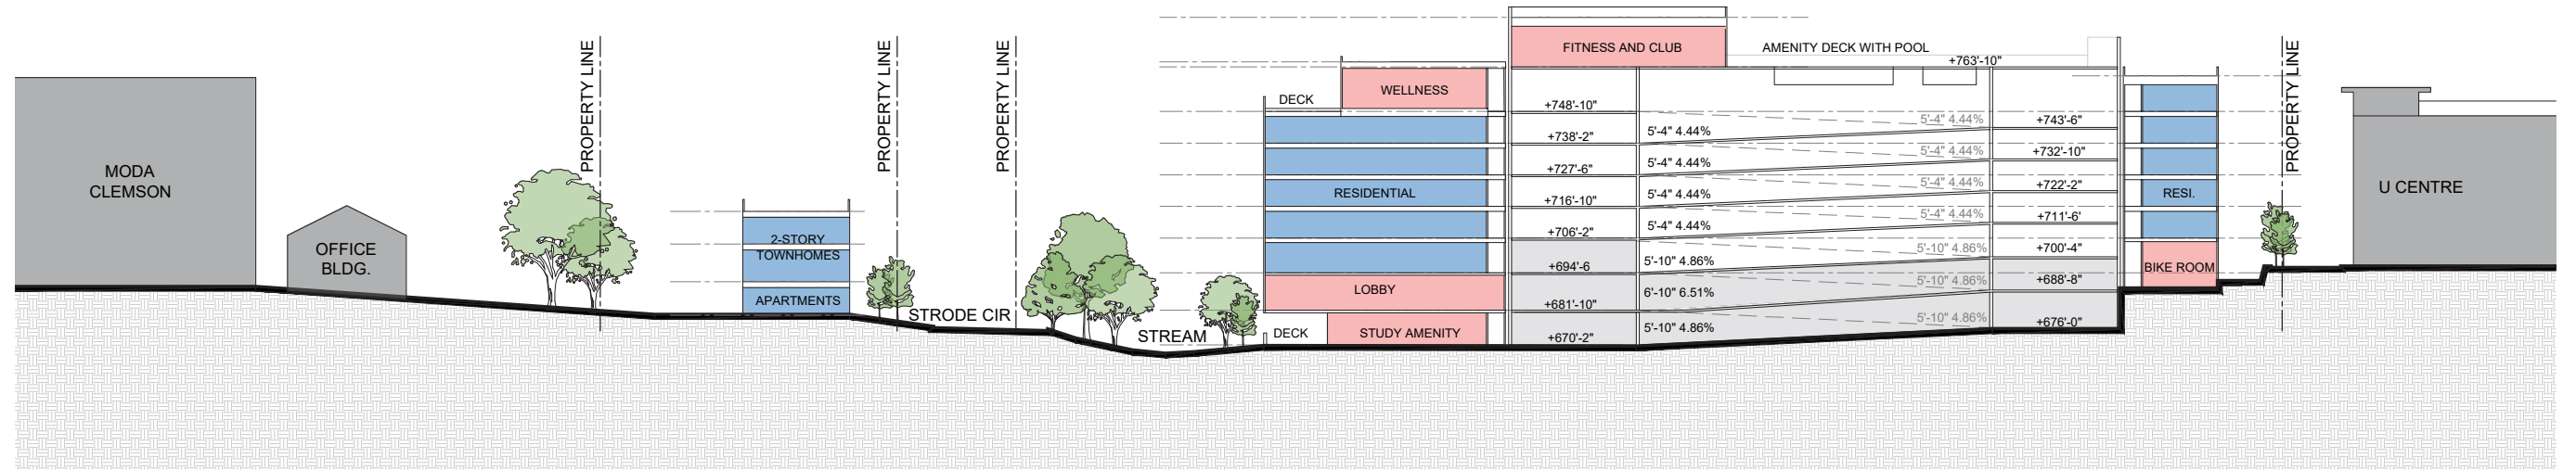 MODA
CLEMSON
OFFICE
BLDG.
PROPERTY LINE
2-STORY
TOWNHOMES
APARTMENTS
PROPERTY LINE
STRODE CIR
PROPERTY LINE
STREAM
DECK
WELLNESS
RESIDENTIAL
LOBBY
DECK
STUDY AMENITY
FITNESS AND CLUB
AMENITY DECK WITH POOL
+763'-10"
+748'-10"
+738'-2"
+727'-6"
+716'-10"
+706'-2"
+694'-6
+681'-10"
+670'-2"
5'-4" 4.44%
5'-4" 4.44%
5'-4" 4.44%
5'-4" 4.44%
5'-10" 4.86%
6'-10" 6.51%
5'-10" 4.86%
5'-4" 4.44%
5'-4" 4.44%
5'-4" 4.44%
5'-4" 4.44%
5'-10" 4.86%
5'-10" 4.86%
5'-10" 4.86%
+743'-6"
+732'-10"
+722'-2"
+711'-6'
+700'-4"
+688'-8"
+676'-0"
RESI.
BIKE ROOM
PROPERTY LINE
U CENTRE